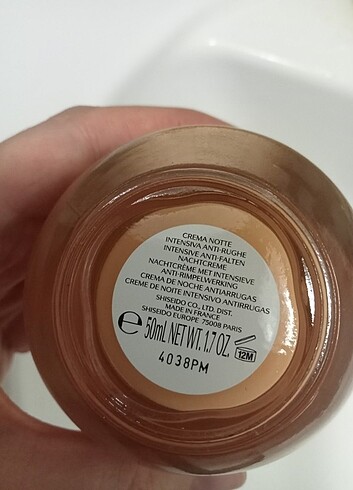 CREMA NOTTE
INTENSIVA ANTI-RUGHE
INTENSIVE ANTI-FALTEN
NACHTCREME
NACHTCRÈME MET INTENSIEVE
ANTI-RIMPELWERKING
CREMA DE NOCHE ANTIARRUGAS
CREME DE NOITE INTENSIVO ANTIRRUGAS
SHISEIDO CO., LTD. DIST.
MADE IN FRANCE
SHISEIDO EUROPE 75008 PARIS
℮ 50mL NET WT. 1.7 OZ. 12M
4038PM